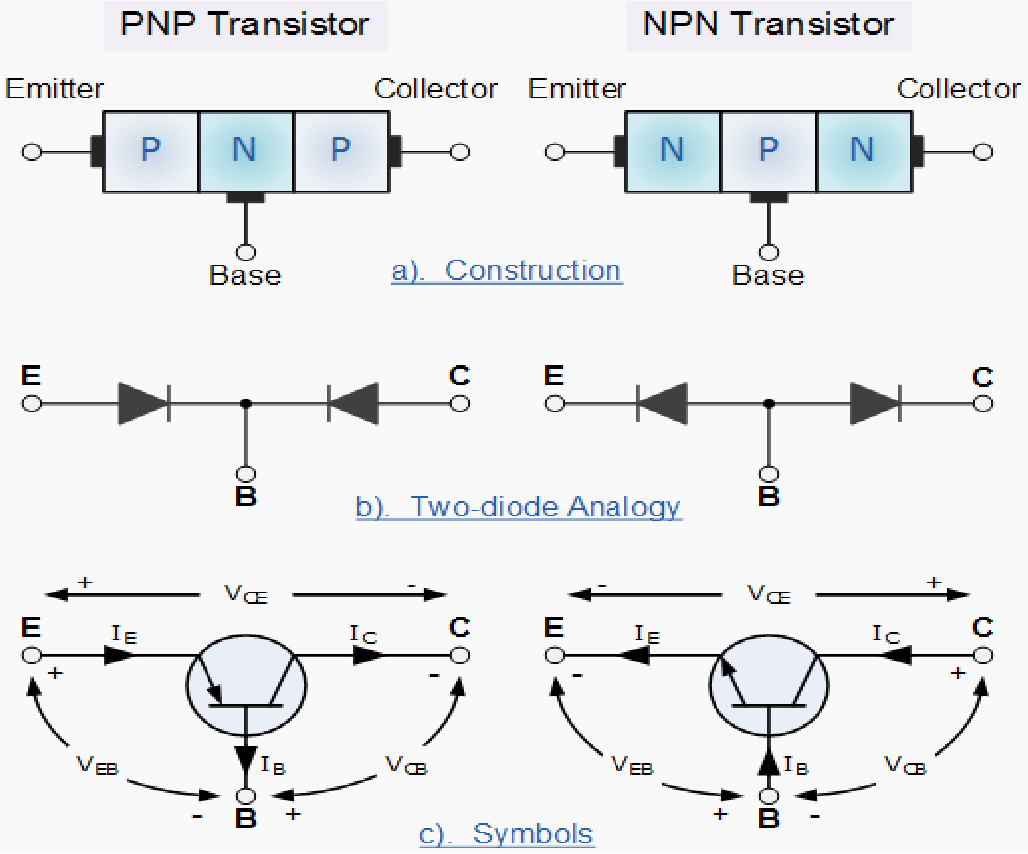 PNP Transistor NPN Transistor
Emitter Collector Emitter Collector
P N P N P N
Base Base
a). Construction
E C E C
B B
b). Two-diode Analogy
+ VCE - - VCE +
E IE IC C E IE IC C
+ - - +
VEB IB VCB VEB IB VCB
- B + + B -
c). Symbols